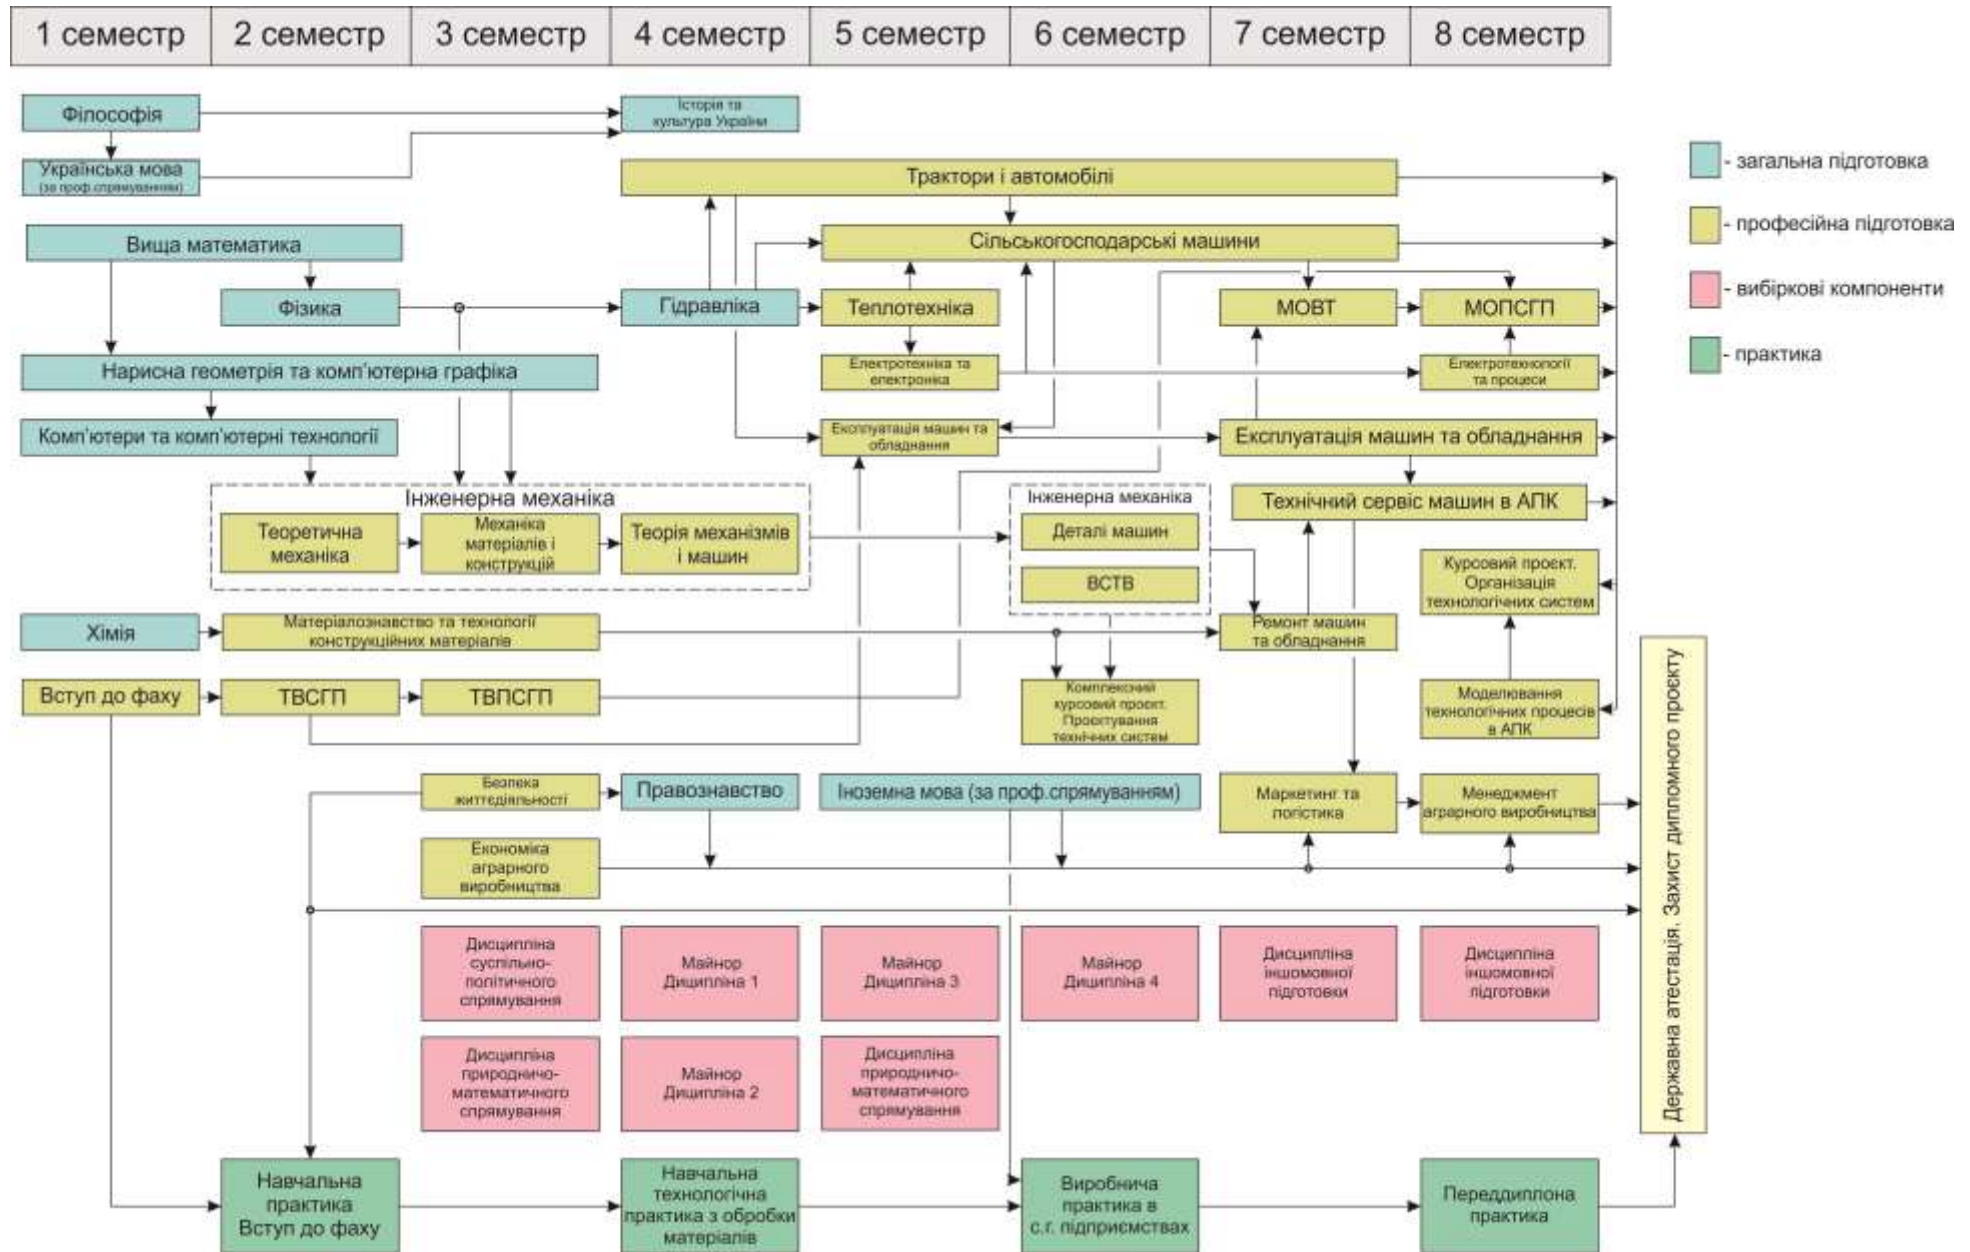 1 семестр
2 семестр
3 семестр
4 семестр
5 семестр
6 семестр
7 семестр
8 семестр
Філософія
Історія та
культура України
Українська мова
(за проф.спрямуванням)
Трактори і автомобілі
Вища математика
Сільськогосподарські машини
Фізика
Гідравліка
Теплотехніка
МОВТ
МОПСГП
Нарисна геометрія та комп'ютерна графіка
Електротехніка та
електроніка
Електротехнології
та процеси
Комп'ютери та комп'ютерні технології
Експлуатація машин та
обладнання
Експлуатація машин та обладнання
Інженерна механіка
Теоретична
механіка
Механіка
матеріалів і
конструкцій
Теорія механізмів
і машин
Інженерна механіка
Деталі машин
ВСТВ
Технічний сервіс машин в АПК
Курсовий проєкт.
Організація
технологічних систем
Хімія
Матеріалознавство та технології
конструкційних матеріалів
Ремонт машин
та обладнання
Вступ до фаху
ТВСГП
ТВПСГП
Комплексний
курсовий проєкт.
Проєктування
технічних систем
Моделювання
технологічних процесів
в АПК
Безпека
життєдіяльності
Правознавство
Іноземна мова (за проф.спрямуванням)
Маркетинг та
логістика
Менеджмент
аграрного виробництва
Економіка
аграрного
виробництва
Дисципліна
суспільно-
політичного
спрямування
Майнор
Дициплiна 1
Майнор
Дициплiна 3
Майнор
Дициплiна 4
Дисципліна
іншомовної
підготовки
Дисципліна
іншомовної
підготовки
Дисципліна
природничо-
математичного
спрямування
Майнор
Дициплiна 2
Дисципліна
природничо-
математичного
спрямування
Навчальна
практика
Вступ до фаху
Навчальна
технологічна
практика з обробки
матеріалів
Виробнича
практика в
с.г. підприємствах
Переддиплона
практика
Державна атестація. Захист дипломного проєкту
- загальна підготовка
- професійна підготовка
- вибіркові компоненти
- практика